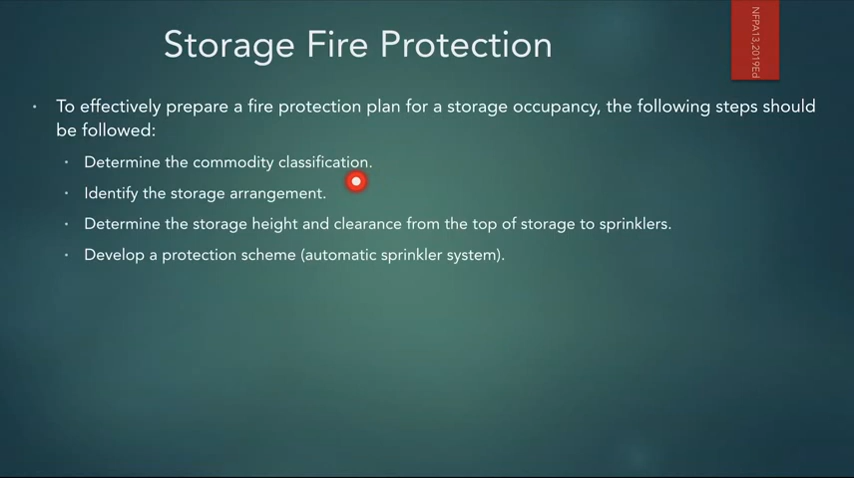 Storage Fire Protection
NFPA13,2019Ed
• To effectively prepare a fire protection plan for a storage occupancy, the following steps should
be followed:
• Determine the commodity classification.
• Identify the storage arrangement.
• Determine the storage height and clearance from the top of storage to sprinklers.
• Develop a protection scheme (automatic sprinkler system).